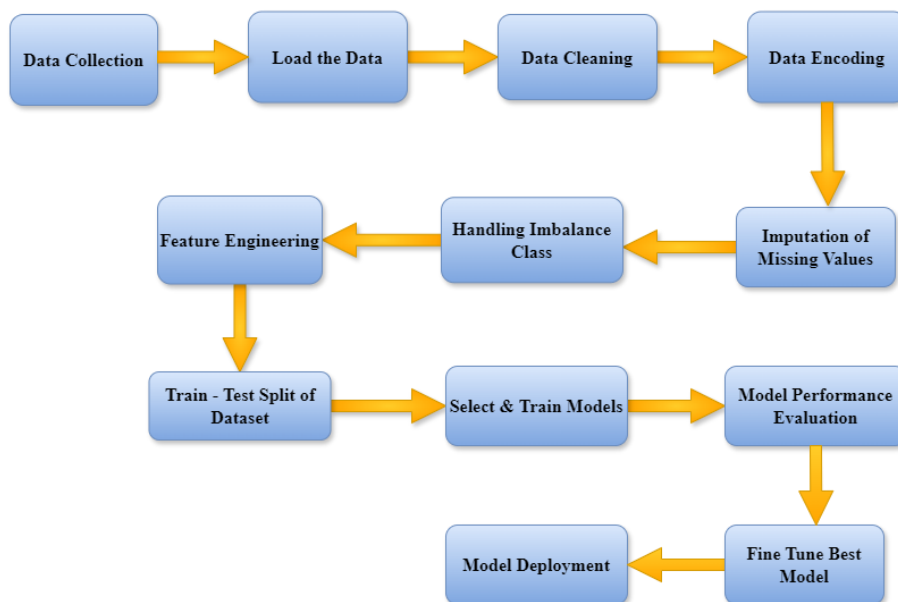 Data Collection
Load the Data
Data Cleaning
Data Encoding
Imputation of
Missing Values
Handling Imbalance
Class
Feature Engineering
Train - Test Split of
Dataset
Select & Train Models
Model Performance
Evaluation
Fine Tune Best
Model
Model Deployment